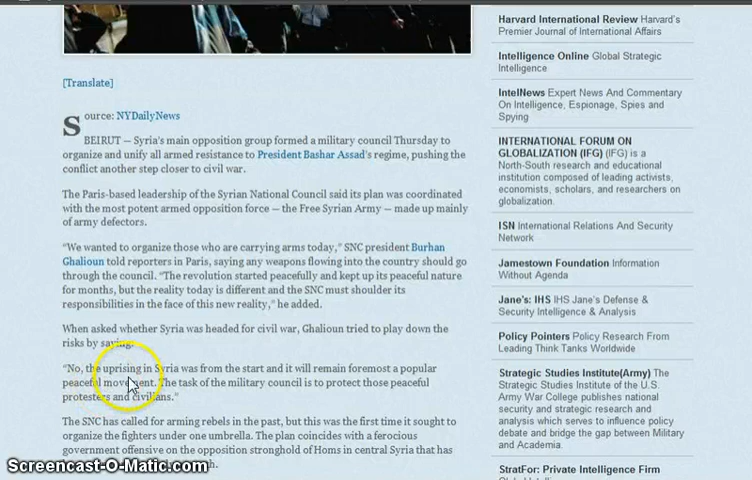 [Translate]
Source: NYDailyNews
BEIRUT — Syria's main opposition group formed a military council Thursday to
organize and unify all armed resistance to President Bashar Assad's regime, pushing the
conflict another step closer to civil war.
The Paris-based leadership of the Syrian National Council said its plan was coordinated
with the most potent armed opposition force — the Free Syrian Army — made up mainly
of army defectors.
"We wanted to organize those who are carrying arms today," SNC president Burhan
Ghalioun told reporters in Paris, saying any weapons flowing into the country should go
through the council. "The revolution started peacefully and kept up its peaceful nature
for months, but the reality today is different and the SNC must shoulder its
responsibilities in the face of this new reality," he added.
When asked whether Syria was headed for civil war, Ghalioun tried to play down the
risks by saying:
"No, the uprising in Syria was from the start and it will remain foremost a popular
peaceful movement. The task of the military council is to protect those peaceful
protesters and civilians."
The SNC has called for arming rebels in the past, but this was the first time it sought to
organize the fighters under one umbrella. The plan coincides with a ferocious
government offensive on the opposition stronghold of Homs in central Syria that has
Harvard International Review Harvard's
Premier Journal of International Affairs
Intelligence Online Global Strategic
Intelligence
IntelNews Expert News And Commentary
On Intelligence, Espionage, Spies and
Spying
INTERNATIONAL FORUM ON
GLOBALIZATION (IFG) (IFG) is a
North-South research and educational
institution composed of leading activists,
economists, scholars, and researchers on
globalization.
ISN International Relations And Security
Network
Jamestown Foundation Information
Without Agenda
Jane's: IHS IHS Jane's Defense &
Security Intelligence & Analysis
Policy Pointers Policy Research From
Leading Think Tanks Worldwide
Strategic Studies Institute(Army) The
Strategic Studies Institute of the U.S.
Army War College publishes national
security and strategic research and
analysis which serves to influence policy
debate and bridge the gap between Military
and Academia.
StratFor: Private Intelligence Firm
Screencast-O-Matic.com